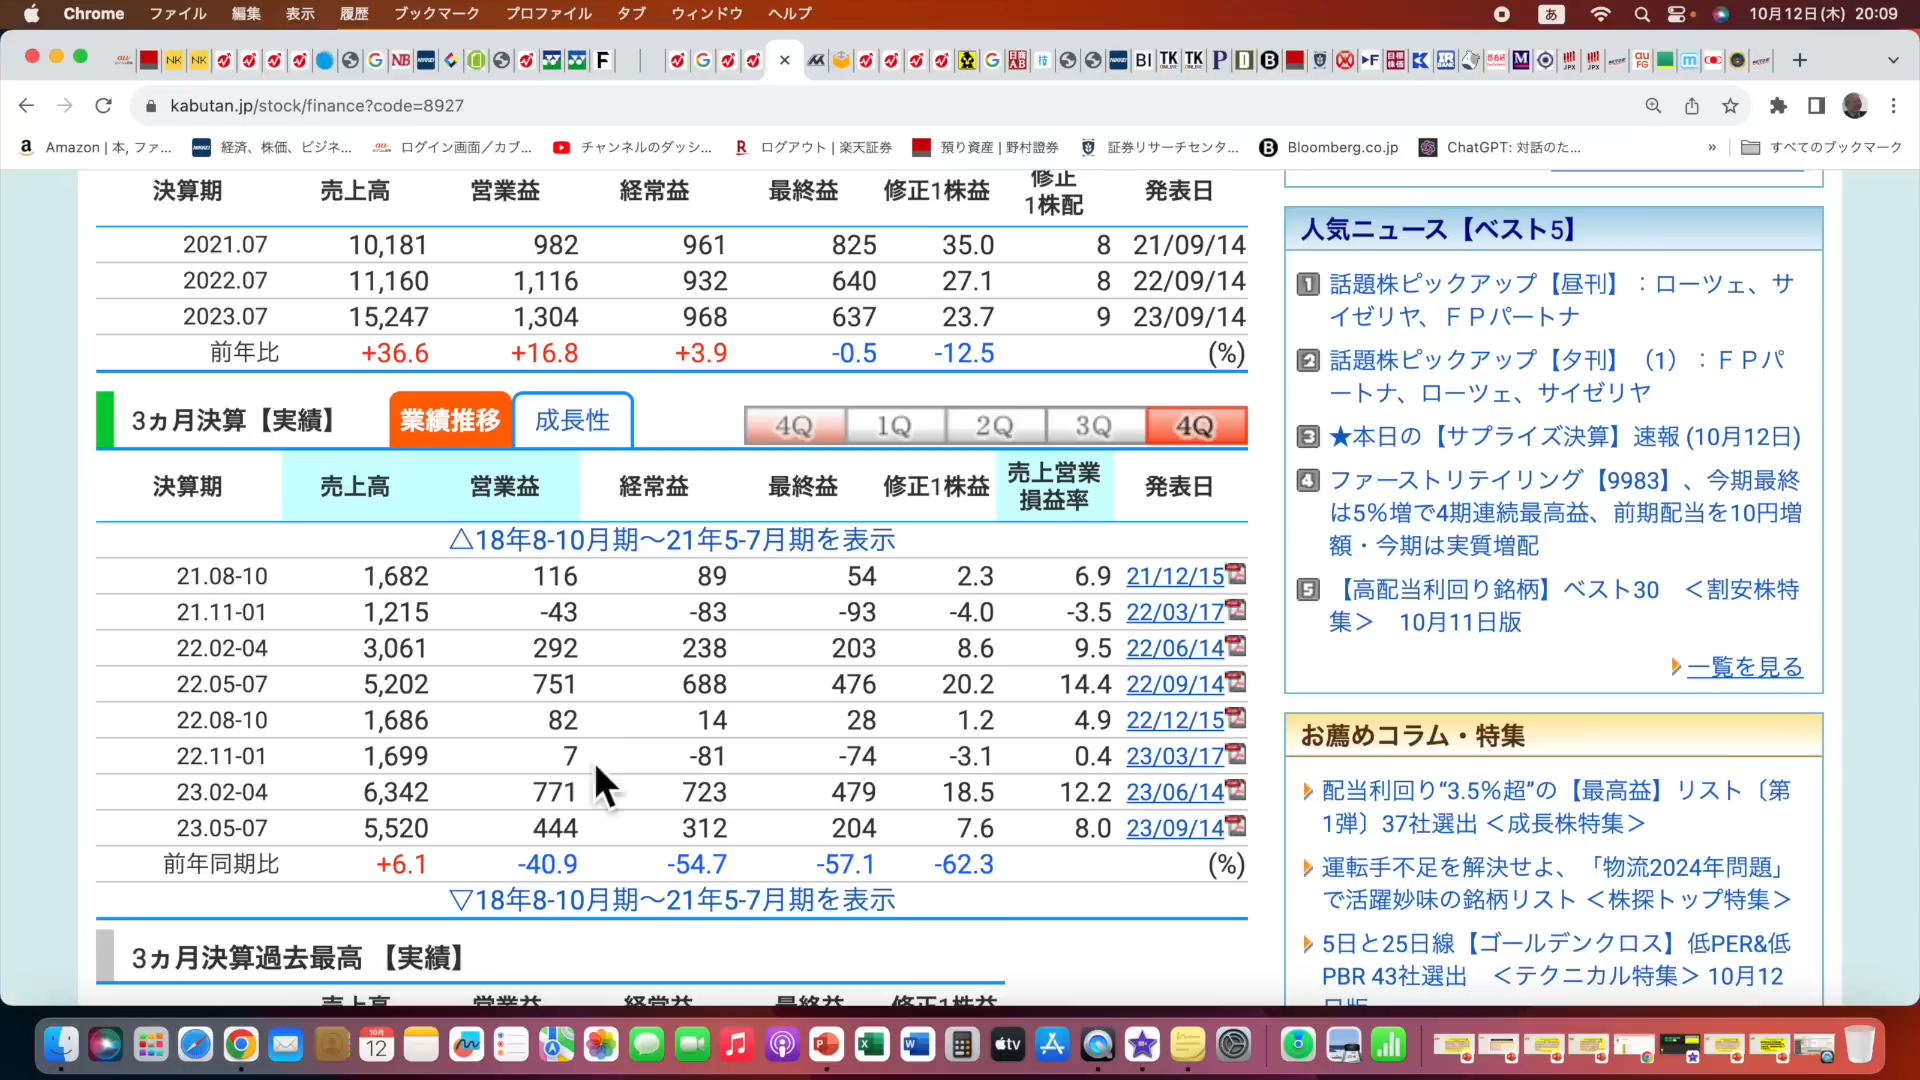 Chrome ファイル 編集 表示 履歴 ブックマーク プロファイル タブ ウィンドウ ヘルプ あ 10月12日(木) 20:09
kabutan.jp/stock/finance?code=8927
Amazon | 本, ファ... 経済、株価、ビジネ... ログイン画面／カブ... チャンネルのダッシ... ログアウト | 楽天証券 預り資産 | 野村證券 証券リサーチセンタ... Bloomberg.co.jp ChatGPT: 対話のた... » すべてのブックマーク
決算期 売上高 営業益 経常益 最終益 修正1株益 修正1株配 発表日
2021.07 10,181 982 961 825 35.0 8 21/09/14
2022.07 11,160 1,116 932 640 27.1 8 22/09/14
2023.07 15,247 1,304 968 637 23.7 9 23/09/14
前年比 +36.6 +16.8 +3.9 -0.5 -12.5 (%)
3ヵ月決算【実績】 業績推移 成長性 4Q 1Q 2Q 3Q 4Q
決算期 売上高 営業益 経常益 最終益 修正1株益 売上営業損益率 発表日
△18年8-10月期〜21年5-7月期を表示
21.08-10 1,682 116 89 54 2.3 6.9 21/12/15
21.11-01 1,215 -43 -83 -93 -4.0 -3.5 22/03/17
22.02-04 3,061 292 238 203 8.6 9.5 22/06/14
22.05-07 5,202 751 688 476 20.2 14.4 22/09/14
22.08-10 1,686 82 14 28 1.2 4.9 22/12/15
22.11-01 1,699 7 -81 -74 -3.1 0.4 23/03/17
23.02-04 6,342 771 723 479 18.5 12.2 23/06/14
23.05-07 5,520 444 312 204 7.6 8.0 23/09/14
前年同期比 +6.1 -40.9 -54.7 -57.1 -62.3 (%)
▽18年8-10月期〜21年5-7月期を表示
3ヵ月決算過去最高 【実績】
売上高 営業益 経常益 最終益 修正1株益
人気ニュース【ベスト5】
1 話題株ピックアップ【昼刊】：ローツェ、サ
イゼリヤ、ＦＰパートナ
2 話題株ピックアップ【夕刊】（1）：ＦＰパ
ートナ、ローツェ、サイゼリヤ
3 ★本日の【サプライズ決算】速報 (10月12日)
4 ファーストリテイリング【9983】、今期最終
は5％増で4期連続最高益、前期配当を10円増
額・今期は実質増配
5 【高配当利回り銘柄】ベスト30 ＜割安株特
集＞ 10月11日版
一覧を見る
お薦めコラム・特集
配当利回り“3.5％超”の【最高益】リスト〔第
1弾〕37社選出 ＜成長株特集＞
運転手不足を解決せよ、「物流2024年問題」
で活躍妙味の銘柄リスト ＜株探トップ特集＞
5日と25日線【ゴールデンクロス】低PER&低
PBR 43社選出 ＜テクニカル特集＞ 10月12
日版
10月
12
tv